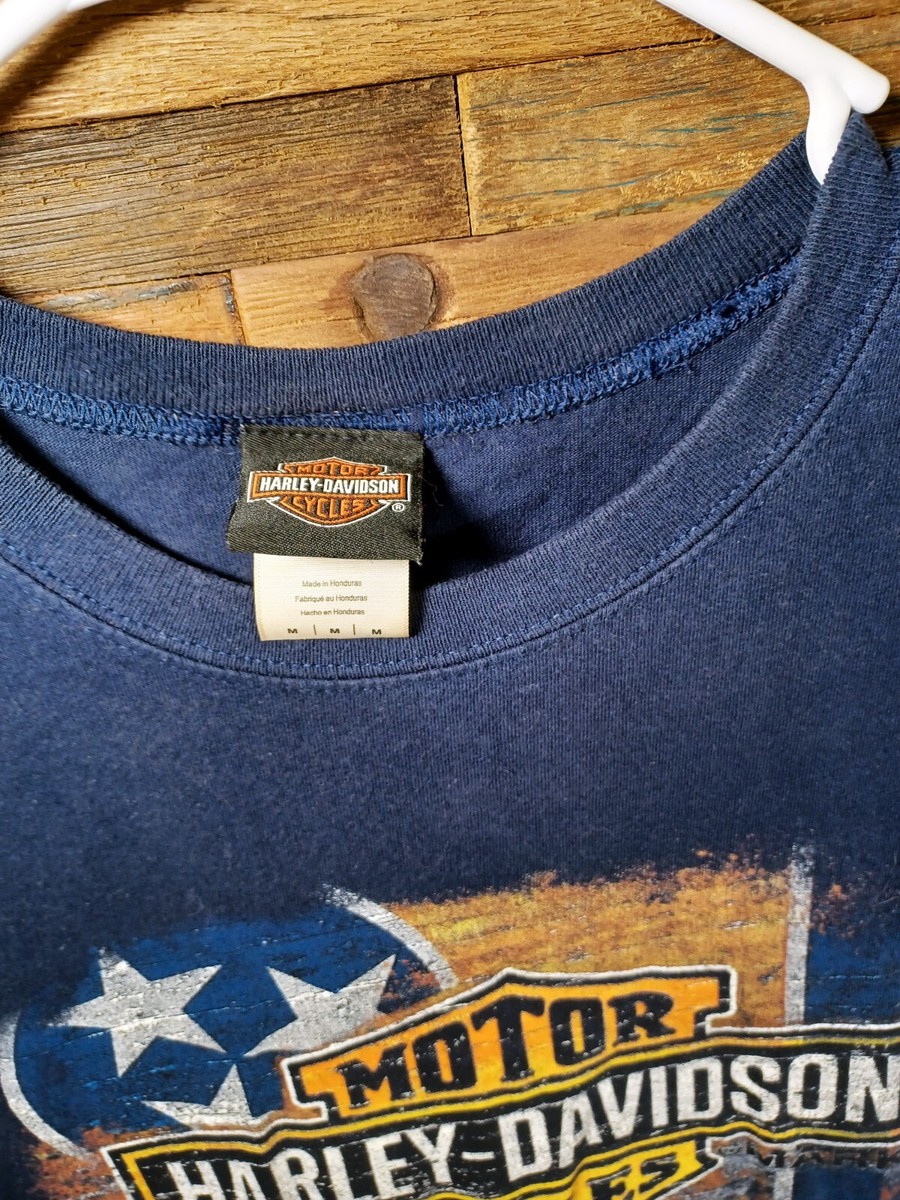 MOTOR
HARLEY-DAVIDSON
CYCLES ®
Made in Honduras
Fabriqué au Honduras
Hecho en Honduras
M | M | M
MOTOR
HARLEY-DAVIDSON